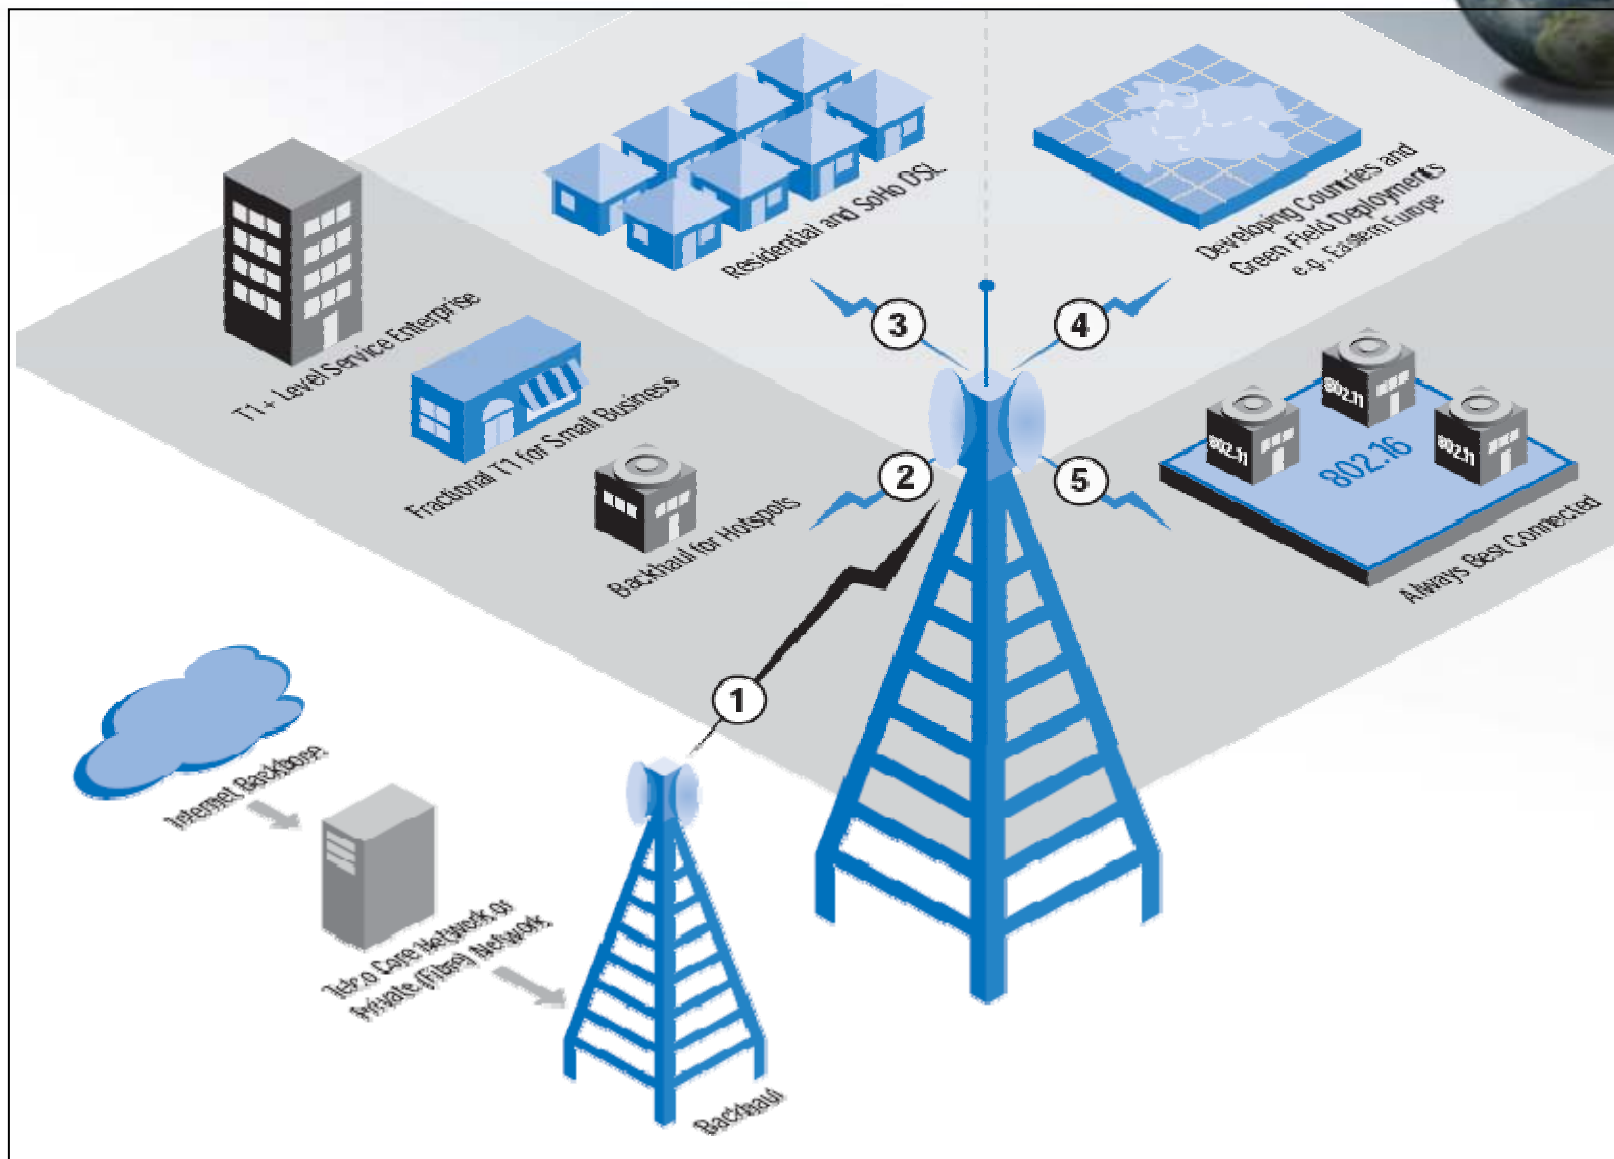 Residential and SoHo DSL
Developing Countries and
Green Field Deployments
e.g., Eastern Europe
T1+ Level Service Enterprise
3
4
Fractional T1 for Small Business
802.11
802.11
802.11
802.16
2
5
Backhaul for Hotspots
Always Best Connected
1
Internet Backbone
Telco Core Network or
Private (Fibre) Network
Backhaul